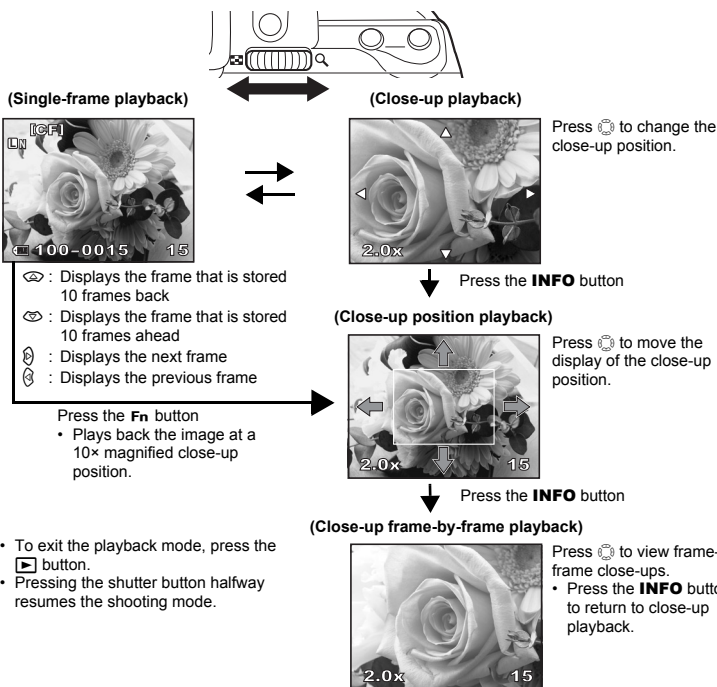 (Single-frame playback)
[CF]
LN
100-0015 15
: Displays the frame that is stored
10 frames back
: Displays the frame that is stored
10 frames ahead
: Displays the next frame
: Displays the previous frame
Press the Fn button
• Plays back the image at a
10× magnified close-up
position.
• To exit the playback mode, press the
button.
• Pressing the shutter button halfway
resumes the shooting mode.
(Close-up playback)
2.0x
Press to change the
close-up position.
Press the INFO button
(Close-up position playback)
2.0x 15
Press to move the
display of the close-up
position.
Press the INFO button
(Close-up frame-by-frame playback)
2.0x 15
Press to view frame-
frame close-ups.
• Press the INFO butto
to return to close-up
playback.